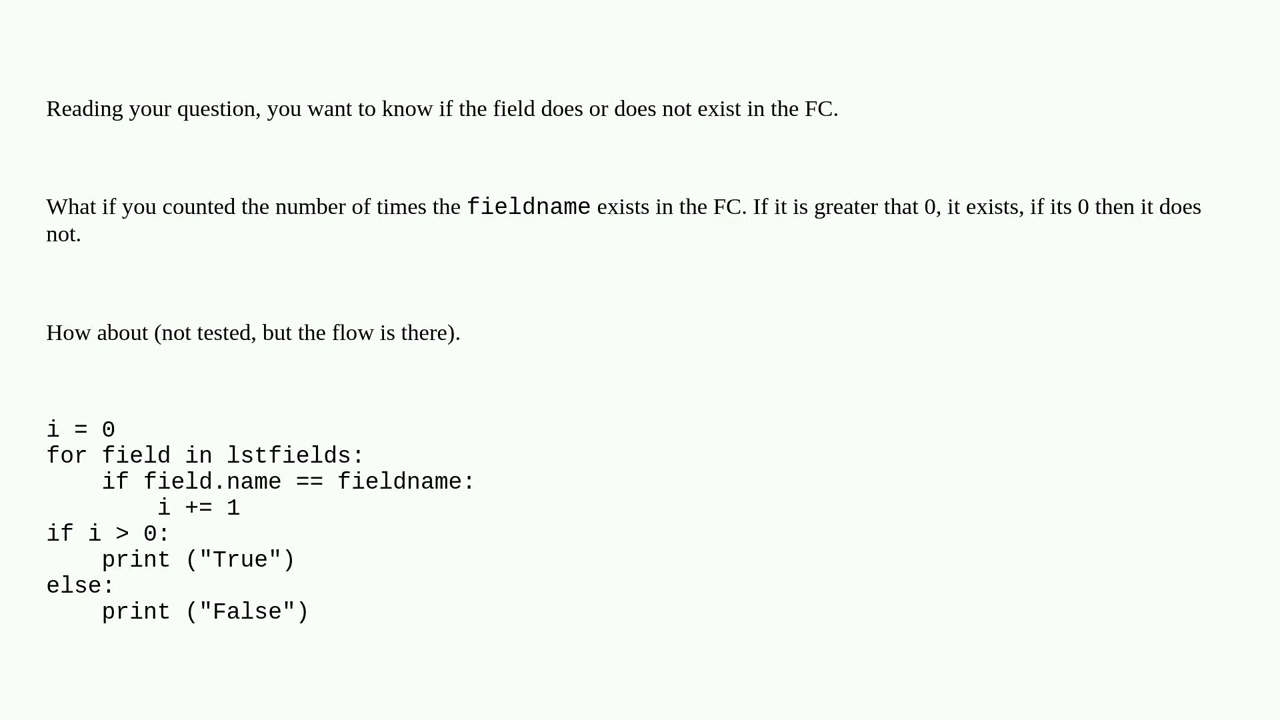 Reading your question, you want to know if the field does or does not exist in the FC.
What if you counted the number of times the fieldname exists in the FC. If it is greater that 0, it exists, if its 0 then it does
not.
How about (not tested, but the flow is there).
i = 0
for field in lstfields:
    if field.name == fieldname:
        i += 1
if i > 0:
    print ("True")
else:
    print ("False")